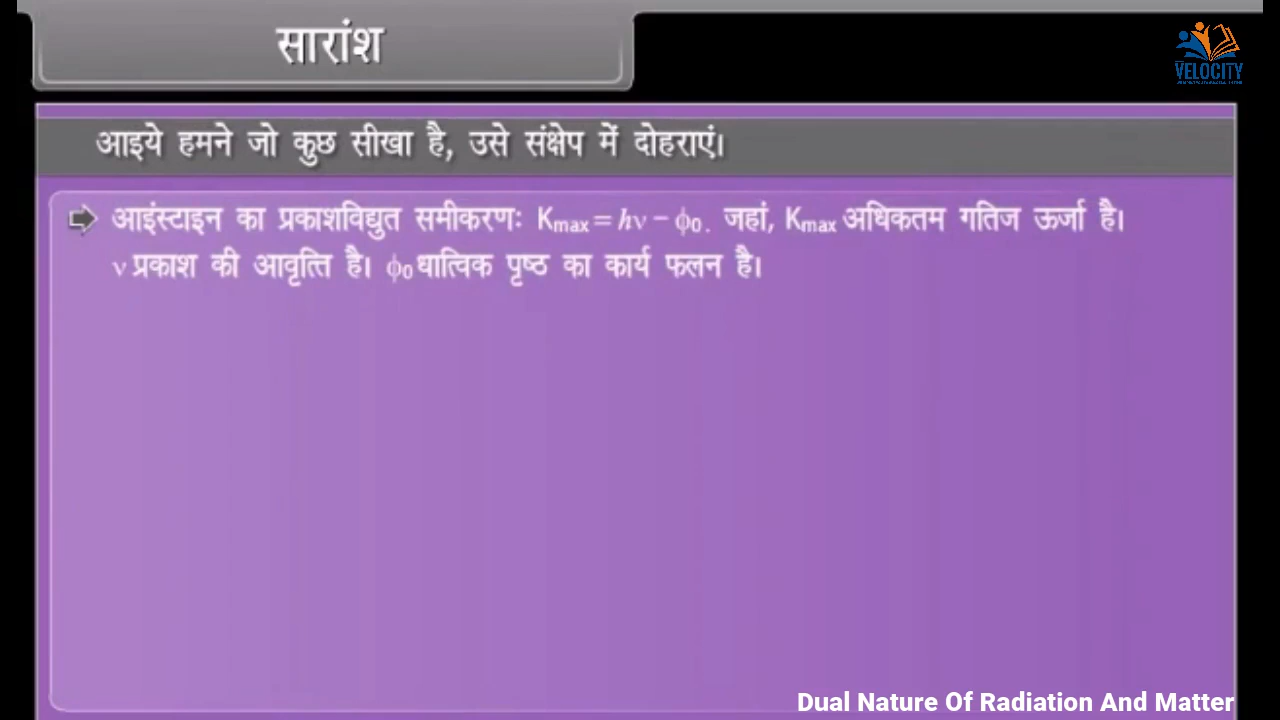 सारांश
VELOCITY
आइये हमने जो कुछ सीखा है, उसे संक्षेप में दोहराएं।
⇨ आइंस्टाइन का प्रकाशविद्युत समीकरणः Kmax = hν − ϕ0. जहां, Kmax अधिकतम गतिज ऊर्जा है।
ν प्रकाश की आवृत्ति है। ϕ0 धात्विक पृष्ठ का कार्य फलन है।
Dual Nature Of Radiation And Matter